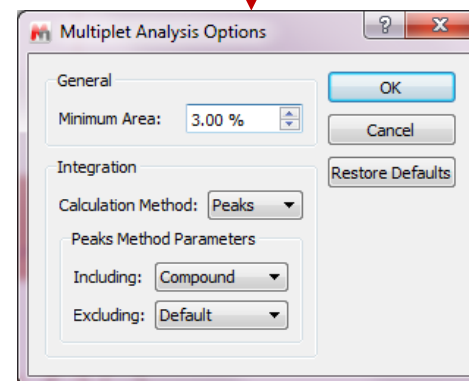 Multiplet Analysis Options
General
Minimum Area: 3.00 %
OK
Cancel
Restore Defaults
Integration
Calculation Method: Peaks
Peaks Method Parameters
Including: Compound
Excluding: Default